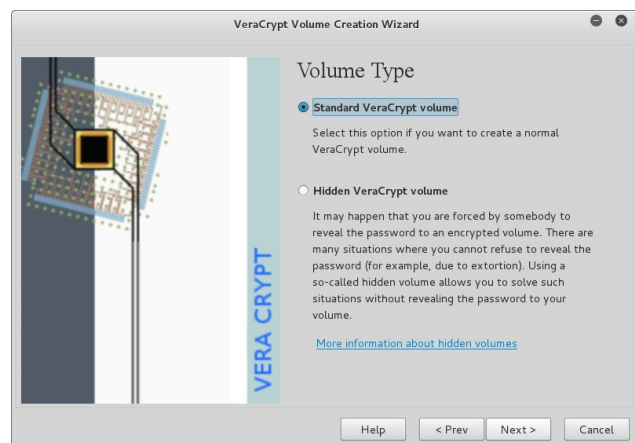 VeraCrypt Volume Creation Wizard
Volume Type
Standard VeraCrypt volume
Select this option if you want to create a normal
VeraCrypt volume.
Hidden VeraCrypt volume
It may happen that you are forced by somebody to
reveal the password to an encrypted volume. There are
many situations where you cannot refuse to reveal the
password (for example, due to extortion). Using a
so-called hidden volume allows you to solve such
situations without revealing the password to your
volume.
More information about hidden volumes
VERA CRYPT
Help
< Prev
Next >
Cancel